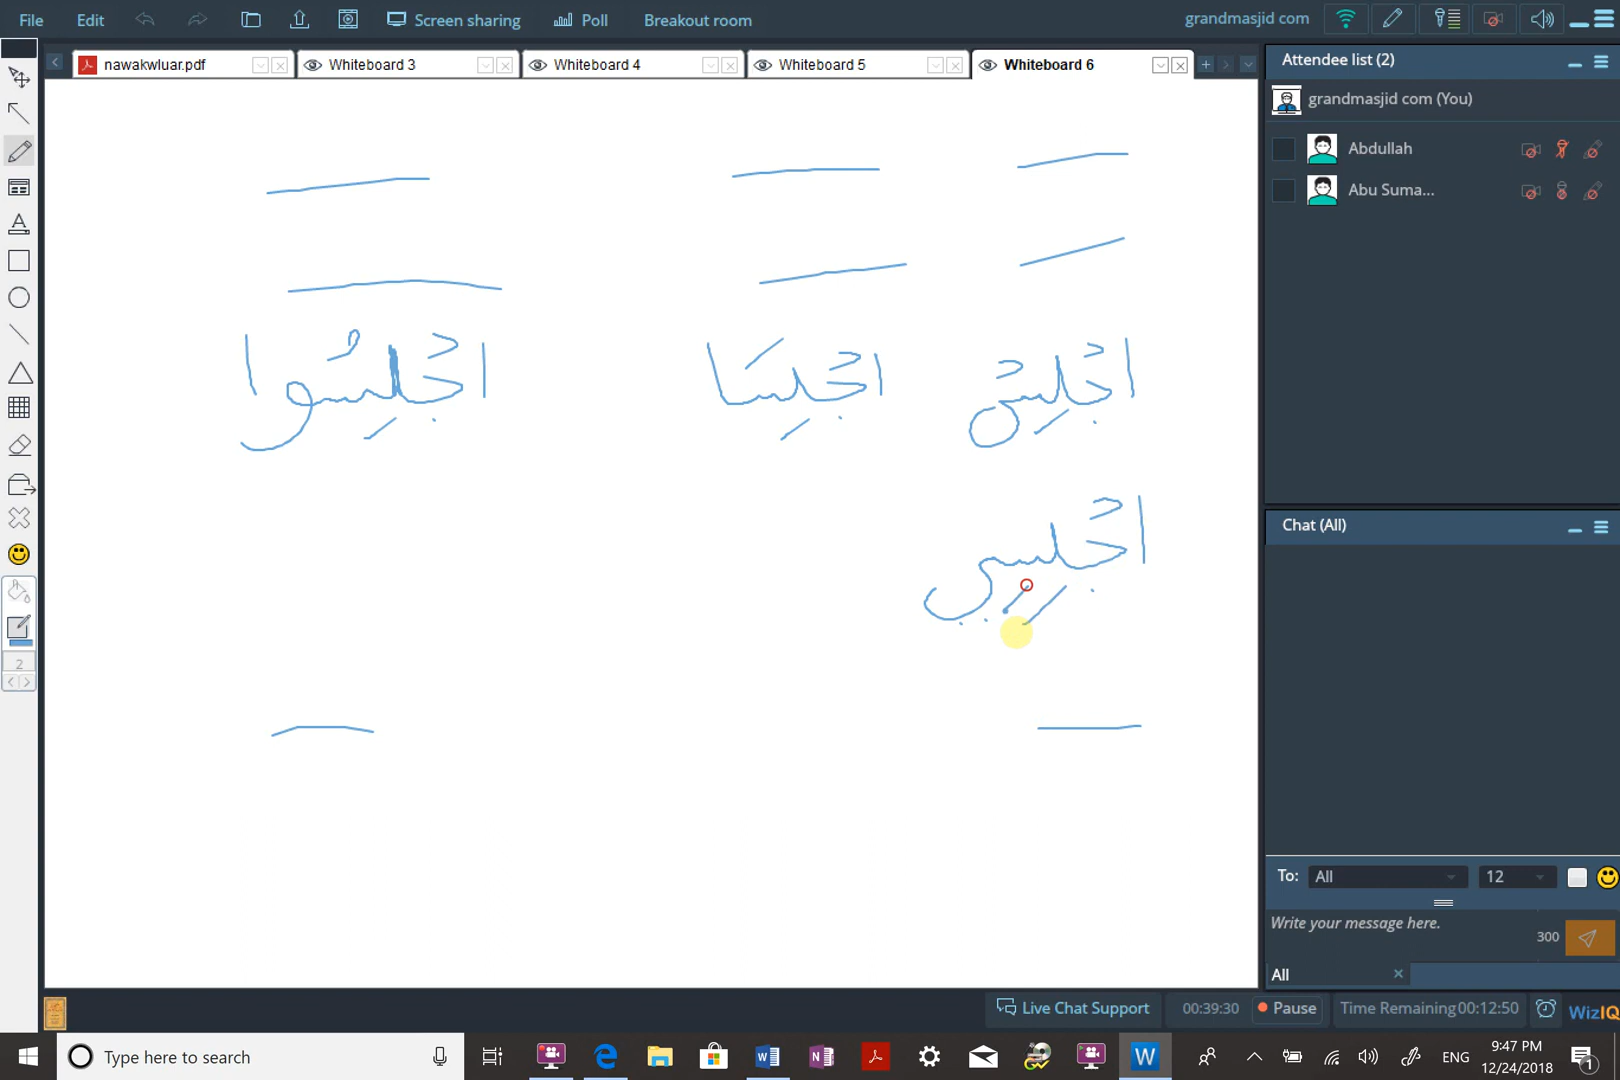 File Edit Screen sharing Poll Breakout room grandmasjid com
nawakwluar.pdf Whiteboard 3 Whiteboard 4 Whiteboard 5 Whiteboard 6
Attendee list (2)
grandmasjid com (You)
Abdullah
Abu Suma...
اجْلِسْ اجْلِسَا اجْلِسُوا
اجْلِسِي
2
Chat (All)
To: All 12
Write your message here.
300
All
Live Chat Support 00:39:30 Pause Time Remaining 00:12:50 WizIQ
Type here to search
ENG 9:47 PM
12/24/2018
1